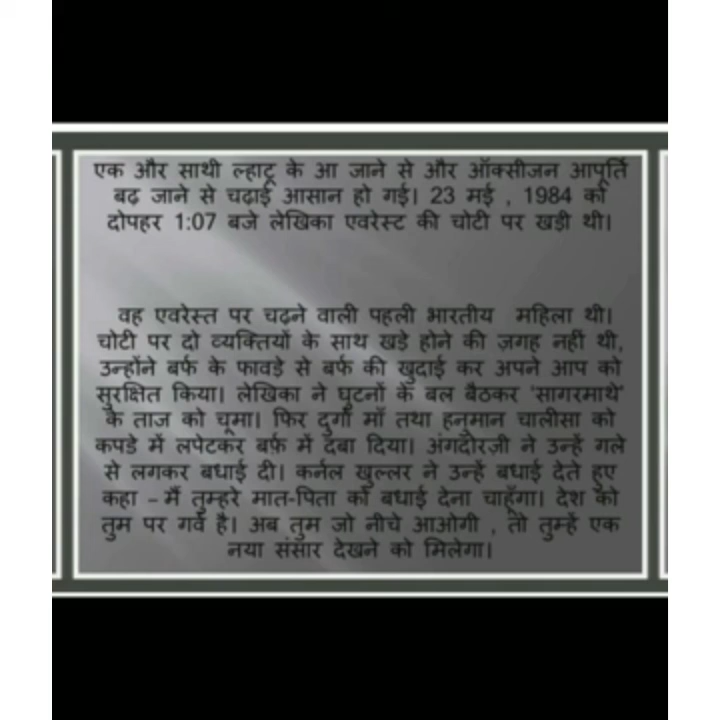 एक और साथी ल्हाटू के आ जाने से और ऑक्सीजन आपूर्ति
बढ़ जाने से चढ़ाई आसान हो गई। 23 मई , 1984 को
दोपहर 1:07 बजे लेखिका एवरेस्ट की चोटी पर खड़ी थी।
वह एवरेस्त पर चढ़ने वाली पहली भारतीय महिला थी।
चोटी पर दो व्यक्तियों के साथ खडे होने की ज़गह नहीं थी,
उन्होंने बर्फ के फावडे से बर्फ की खुदाई कर अपने आप को
सुरक्षित किया। लेखिका ने घुटनों के बल बैठकर 'सागरमाथे'
के ताज को चूमा। फिर दुर्गा माँ तथा हनुमान चालीसा को
कपडे में लपेटकर बर्फ़ में दबा दिया। अंगदोरजी ने उन्हें गले
से लगकर बधाई दी। कर्नल खुल्लर ने उन्हें बधाई देते हुए
कहा – मैं तुम्हरे मात-पिता को बधाई देना चाहूँगा। देश को
तुम पर गर्व है। अब तुम जो नीचे आओगी , तो तुम्हें एक
नया संसार देखने को मिलेगा।